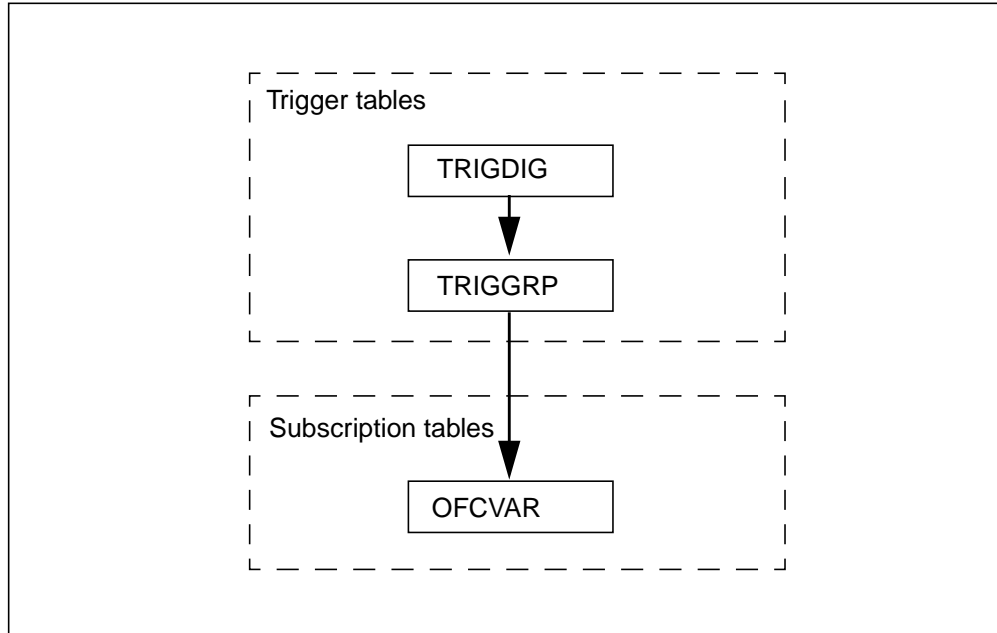 Trigger tables
TRIGDIG
TRIGGRP
Subscription tables
OFCVAR